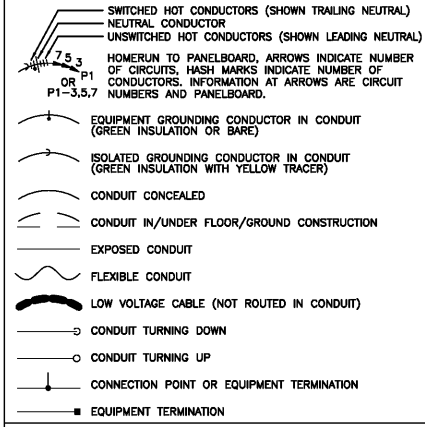 SWITCHED HOT CONDUCTORS (SHOWN TRAILING NEUTRAL)
NEUTRAL CONDUCTOR
UNSWITCHED HOT CONDUCTORS (SHOWN LEADING NEUTRAL)
7 5 3
P1
OR
P1-3,5,7
HOMERUN TO PANELBOARD, ARROWS INDICATE NUMBER
OF CIRCUITS, HASH MARKS INDICATE NUMBER OF
CONDUCTORS. INFORMATION AT ARROWS ARE CIRCUIT
NUMBERS AND PANELBOARD.
EQUIPMENT GROUNDING CONDUCTOR IN CONDUIT
(GREEN INSULATION OR BARE)
ISOLATED GROUNDING CONDUCTOR IN CONDUIT
(GREEN INSULATION WITH YELLOW TRACER)
CONDUIT CONCEALED
CONDUIT IN/UNDER FLOOR/GROUND CONSTRUCTION
EXPOSED CONDUIT
FLEXIBLE CONDUIT
LOW VOLTAGE CABLE (NOT ROUTED IN CONDUIT)
CONDUIT TURNING DOWN
CONDUIT TURNING UP
CONNECTION POINT OR EQUIPMENT TERMINATION
EQUIPMENT TERMINATION